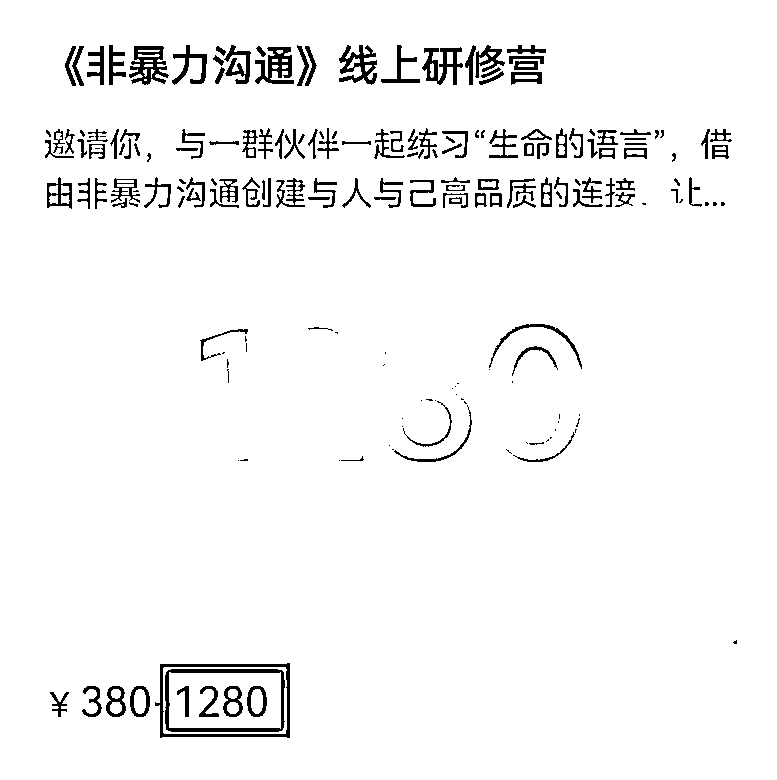 《非暴力沟通》线上研修营
邀请你，与一群伙伴一起练习“生命的语言”，借
由非暴力沟通创建与人与己高品质的连接．让...
1280
￥380-1280